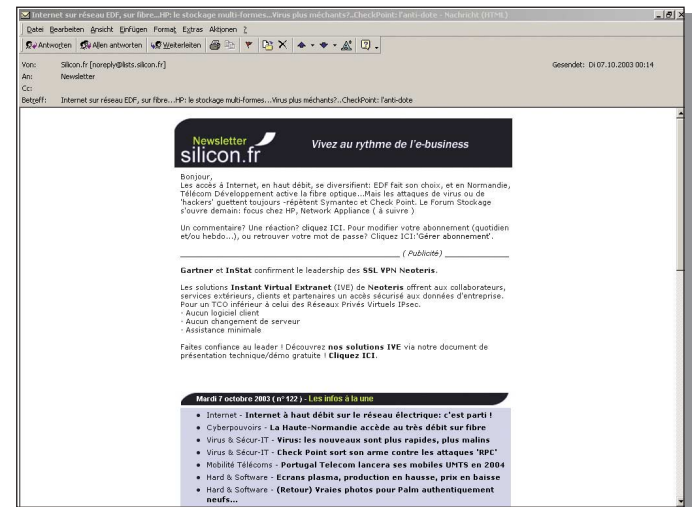 Internet sur réseau EDF, sur fibre...HP: le stockage multi-formes...Virus plus méchants?..CheckPoint: l'anti-dote - Nachricht (HTML)
Datei Bearbeiten Ansicht Einfügen Format Extras Aktionen ?
Antworten Allen antworten Weiterleiten
Von: Silicon.fr [noreply@lists.silicon.fr] Gesendet: Di 07.10.2003 00:14
An: Newsletter
Cc:
Betreff: Internet sur réseau EDF, sur fibre...HP: le stockage multi-formes...Virus plus méchants?..CheckPoint: l'anti-dote
Newsletter
silicon.fr Vivez au rythme de l'e-business
Bonjour,
Les accès à Internet, en haut débit, se diversifient: EDF fait son choix, et en Normandie,
Télécom Développement active la fibre optique...Mais les attaques de virus ou de
'hackers' guettent toujours -répètent Symantec et Check Point. Le Forum Stockage
s'ouvre demain: focus chez HP, Network Appliance ( à suivre )
Un commentaire? Une réaction? cliquez ICI. Pour modifier votre abonnement (quotidien
et/ou hebdo...), ou retrouver votre mot de passe? Cliquez ICI:'Gérer abonnement'.
( Publicité )
Gartner et InStat confirment le leadership des SSL VPN Neoteris.
Les solutions Instant Virtual Extranet (IVE) de Neoteris offrent aux collaborateurs,
services extérieurs, clients et partenaires un accès sécurisé aux données d'entreprise.
Pour un TCO inférieur à celui des Réseaux Privés Virtuels IPsec.
· Aucun logiciel client
· Aucun changement de serveur
· Assistance minimale
Faites confiance au leader ! Découvrez nos solutions IVE via notre document de
présentation technique/démo gratuite ! Cliquez ICI.
Mardi 7 octobre 2003 ( n° 122 ) - Les infos à la une
• Internet - Internet à haut débit sur le réseau électrique: c'est parti !
• Cyberpouvoirs - La Haute-Normandie accède au très débit sur fibre
• Virus & Sécur-IT - Virus: les nouveaux sont plus rapides, plus malins
• Virus & Sécur-IT - Check Point sort son arme contre les attaques 'RPC'
• Mobilité Télécoms - Portugal Telecom lancera ses mobiles UMTS en 2004
• Hard & Software - Ecrans plasma, production en hausse, prix en baisse
• Hard & Software - (Retour) Vraies photos pour Palm authentiquement
neufs...